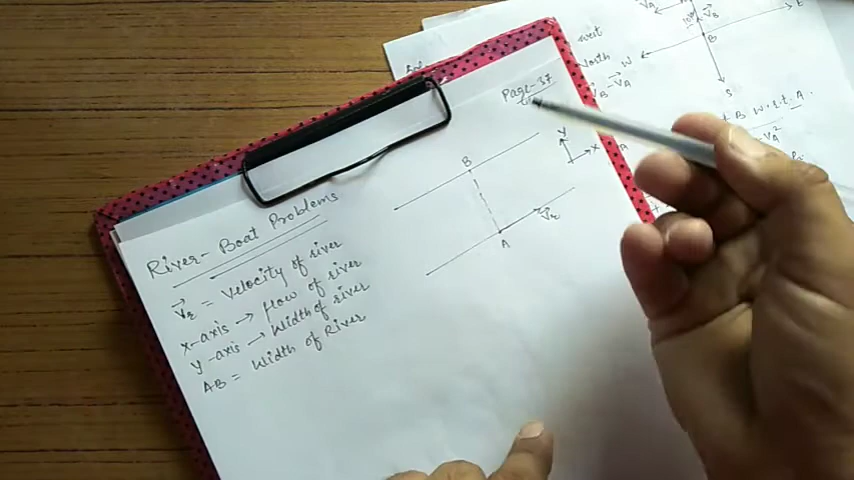 Page-37
River-Boat Problems
V⃗r = Velocity of river
x-axis → flow of river
y-axis → Width of river
AB = Width of River
B
A
V⃗r
Y
X
V⃗A
V⃗B
B
E
W
S
North
V⃗B-V⃗A
B w.r.t. A